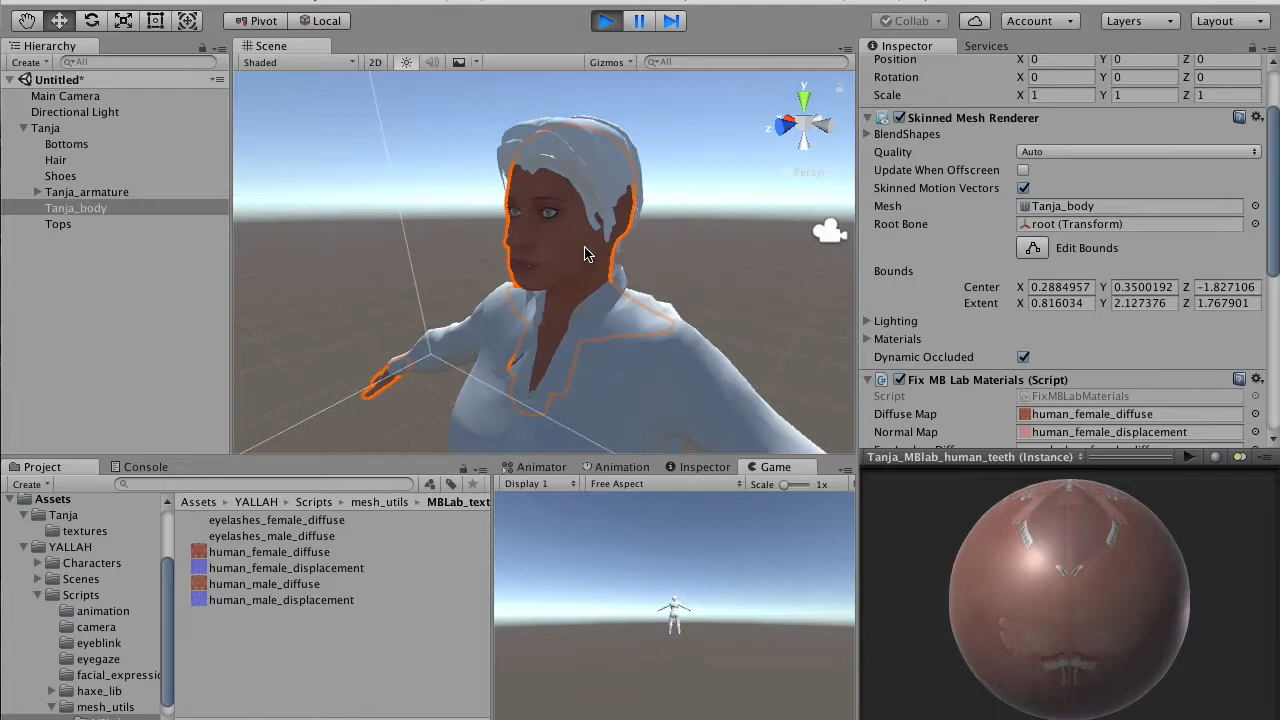 Pivot Local Collab Account Layers Layout
Hierarchy Scene Inspector Services
Create All Shaded 2D Gizmos All
Untitled*
Main Camera
Directional Light
Tanja
Bottoms
Hair
Shoes
Tanja_armature
Tanja_body
Tops
y
z
Persp
Position X 0 Y 0 Z 0
Rotation X 0 Y 0 Z 0
Scale X 1 Y 1 Z 1
Skinned Mesh Renderer
BlendShapes
Quality Auto
Update When Offscreen
Skinned Motion Vectors
Mesh Tanja_body
Root Bone root (Transform)
Edit Bounds
Bounds
Center X 0.2884957 Y 0.3500192 Z -1.827106
Extent X 0.816034 Y 2.127376 Z 1.767901
Lighting
Materials
Dynamic Occluded
Fix MB Lab Materials (Script)
Script FixMBLabMaterials
Diffuse Map human_female_diffuse
Normal Map human_female_displacement
Tanja_MBlab_human_teeth (Instance)
Project Console
Create
Assets
Tanja
textures
YALLAH
Characters
Scenes
Scripts
animation
camera
eyeblink
eyegaze
facial_expressio
haxe_lib
mesh_utils
Assets YALLAH Scripts mesh_utils MBLab_text
eyelashes_female_diffuse
eyelashes_male_diffuse
human_female_diffuse
human_female_displacement
human_male_diffuse
human_male_displacement
Animator Animation Inspector Game
Display 1 Free Aspect Scale 1x